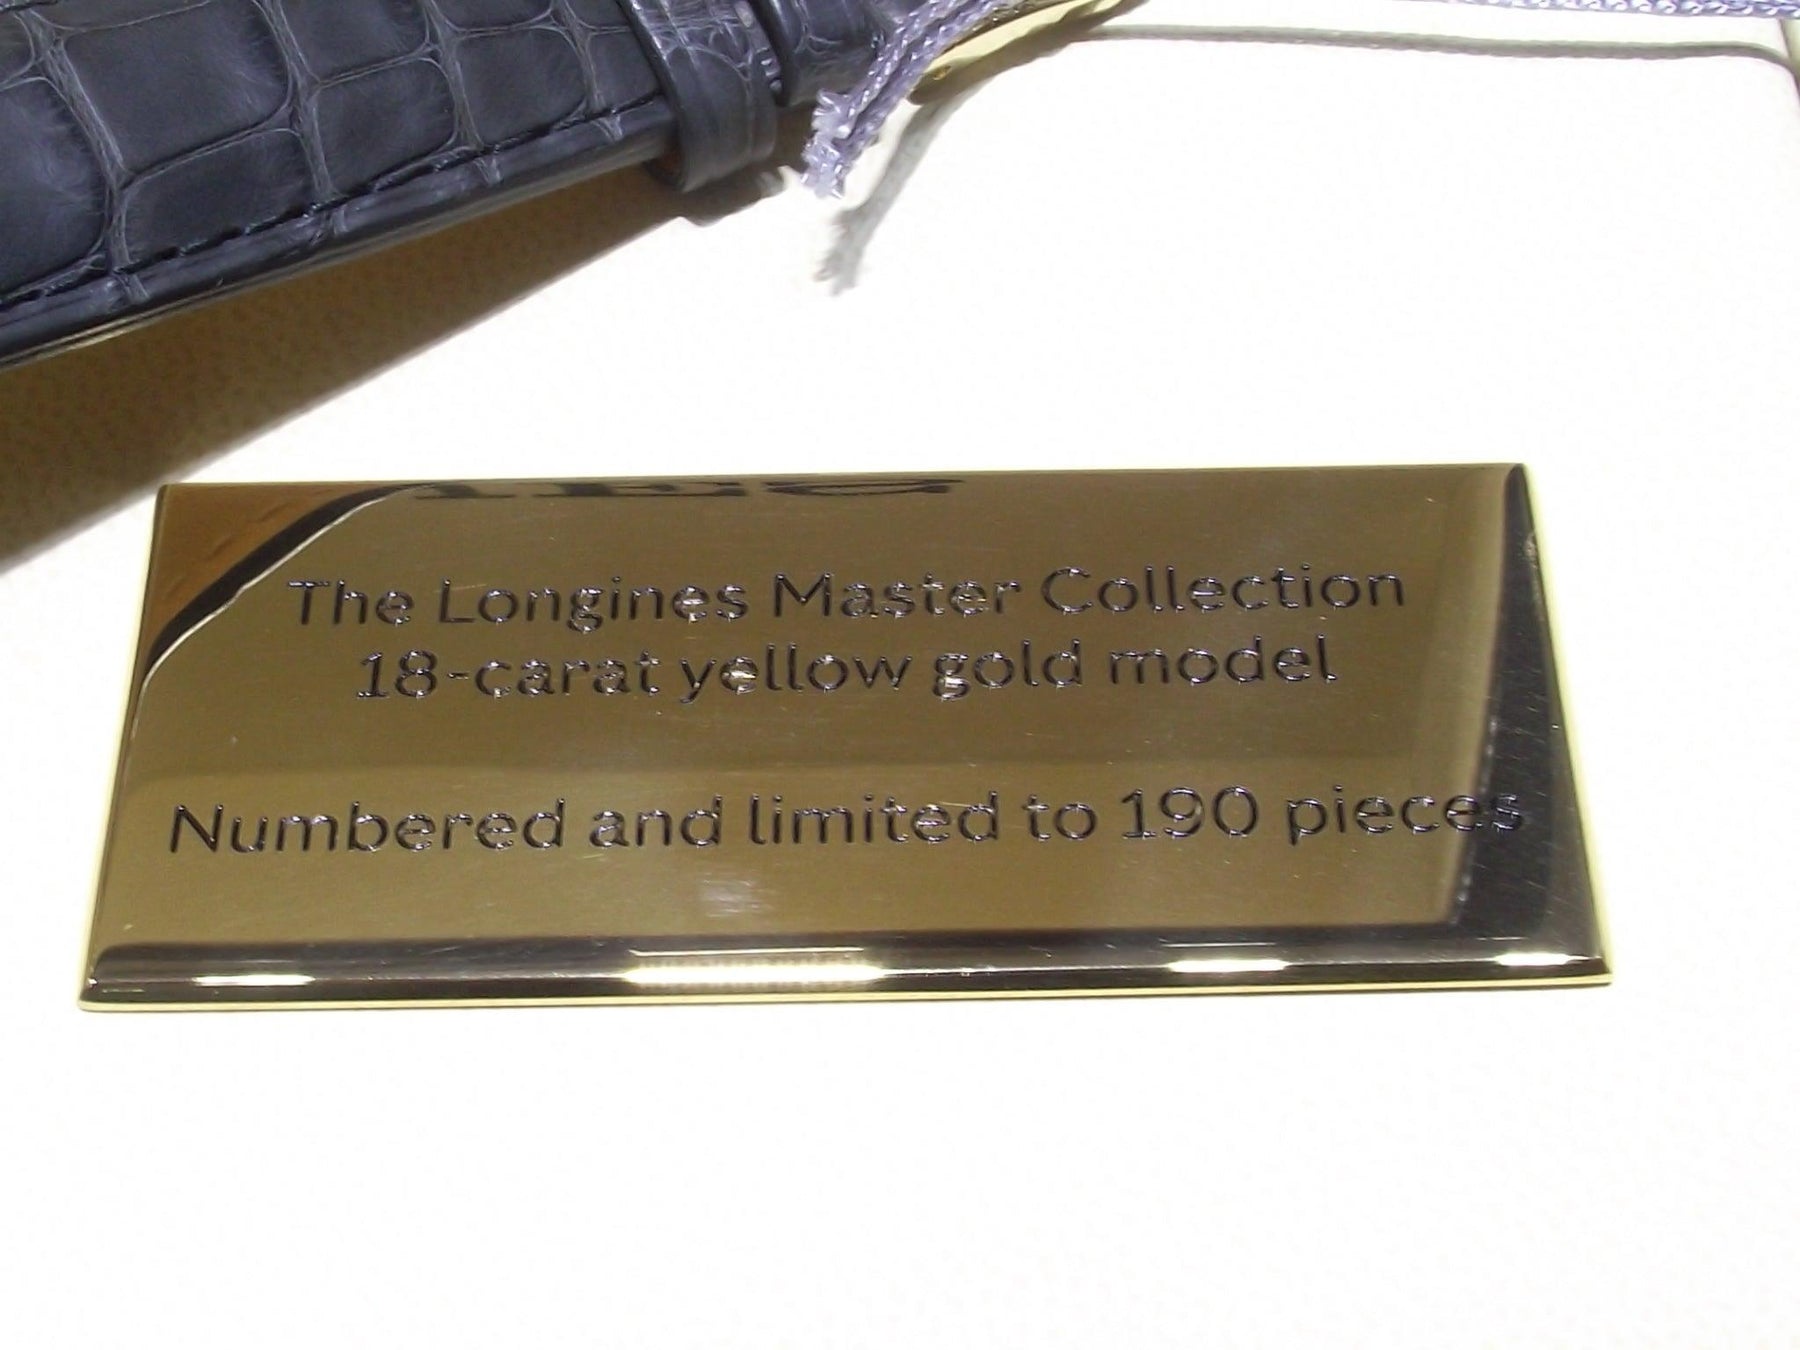 The Longines Master Collection
18-carat yellow gold model
Numbered and limited to 190 pieces